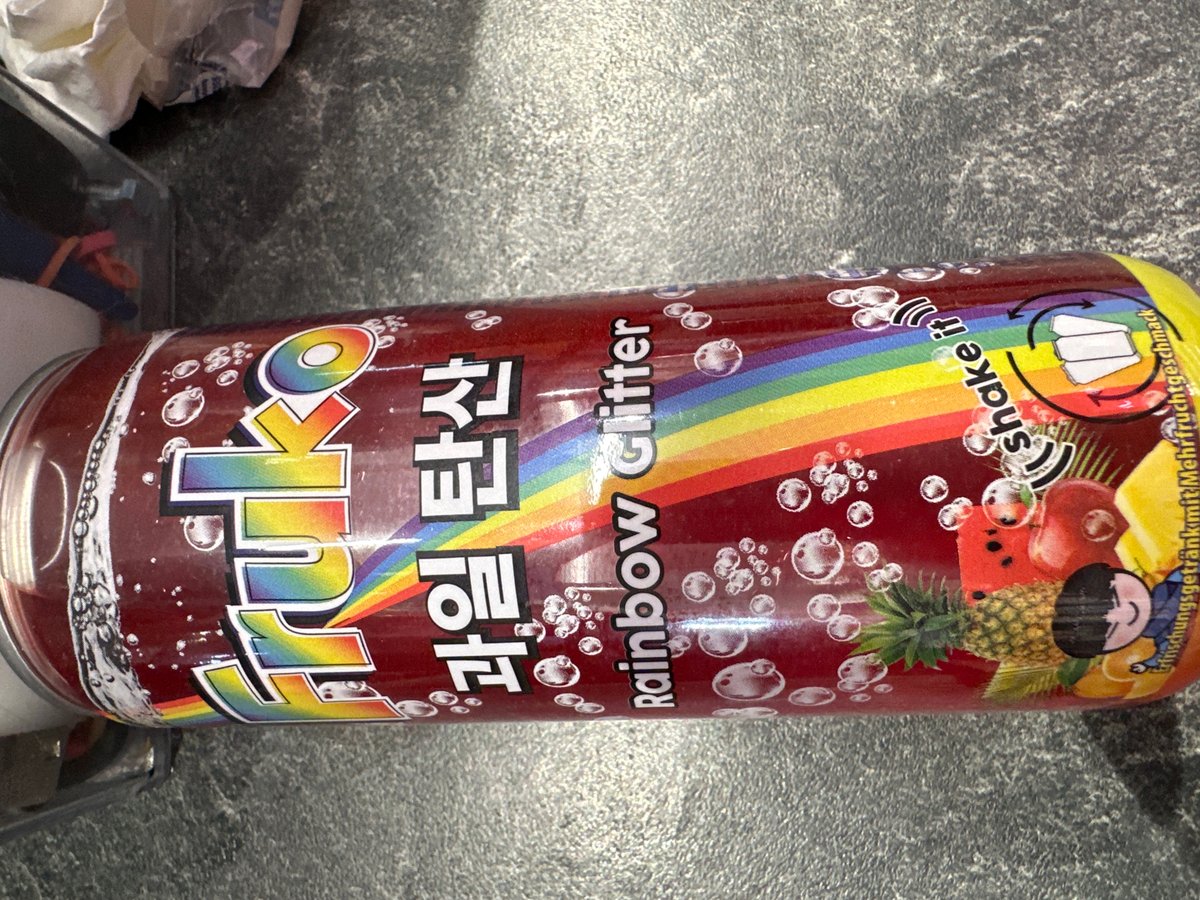 Fruko
과일 탄산
Rainbow Glitter
shake it
Erfrischungsgetränk mit Mehrfruchtgeschmack